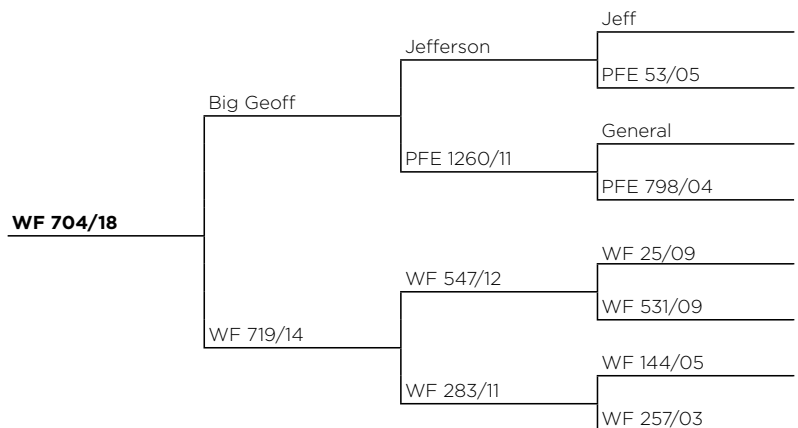 Jeff
Jefferson
PFE 53/05
Big Geoff
General
PFE 1260/11
PFE 798/04
WF 704/18
WF 25/09
WF 547/12
WF 531/09
WF 719/14
WF 144/05
WF 283/11
WF 257/03